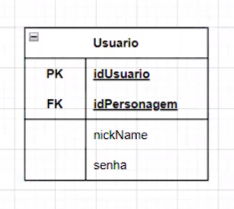 Usuario
PK idUsuario
FK idPersonagem
nickName
senha